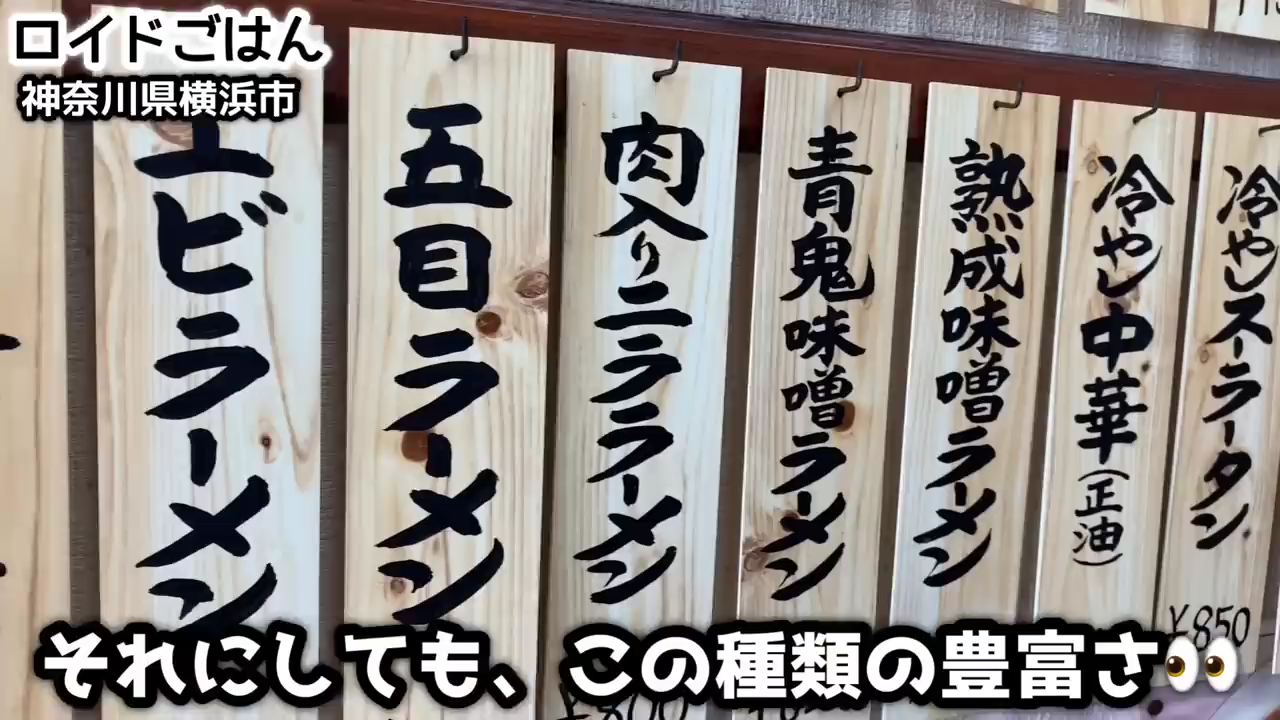 ロイドごはん
神奈川県横浜市
エビラーメン
五目ラーメン
肉入りニララーメン
青鬼味噌ラーメン
熟成味噌ラーメン
冷やし中華(正油)
冷やしスーラータン
¥850
¥800
それにしても、この種類の豊富さ👀